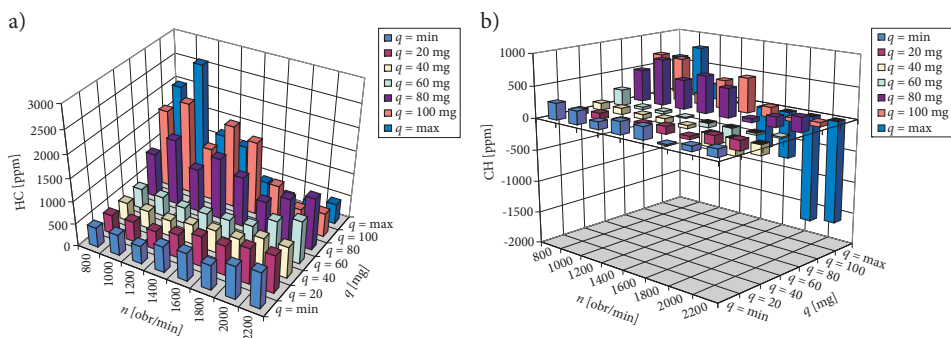 a)
HC [ppm]
3000
2500
2000
1500
1000
500
0
800
1000
1200
1400
1600
1800
2000
2200
n [obr/min]
q = min
q = 20
q = 40
q = 60
q = 80
q = 100
q = max
q [mg]
q = min
q = 20 mg
q = 40 mg
q = 60 mg
q = 80 mg
q = 100 mg
q = max
b)
CH [ppm]
1000
500
0
-500
-1000
-1500
-2000
800
1000
1200
1400
1600
1800
2000
2200
n [obr/min]
q = min
q = 20
q = 40
q = 60
q = 80
q = 100
q = max
q [mg]
q = min
q = 20 mg
q = 40 mg
q = 60 mg
q = 80 mg
q = 100 mg
q = max